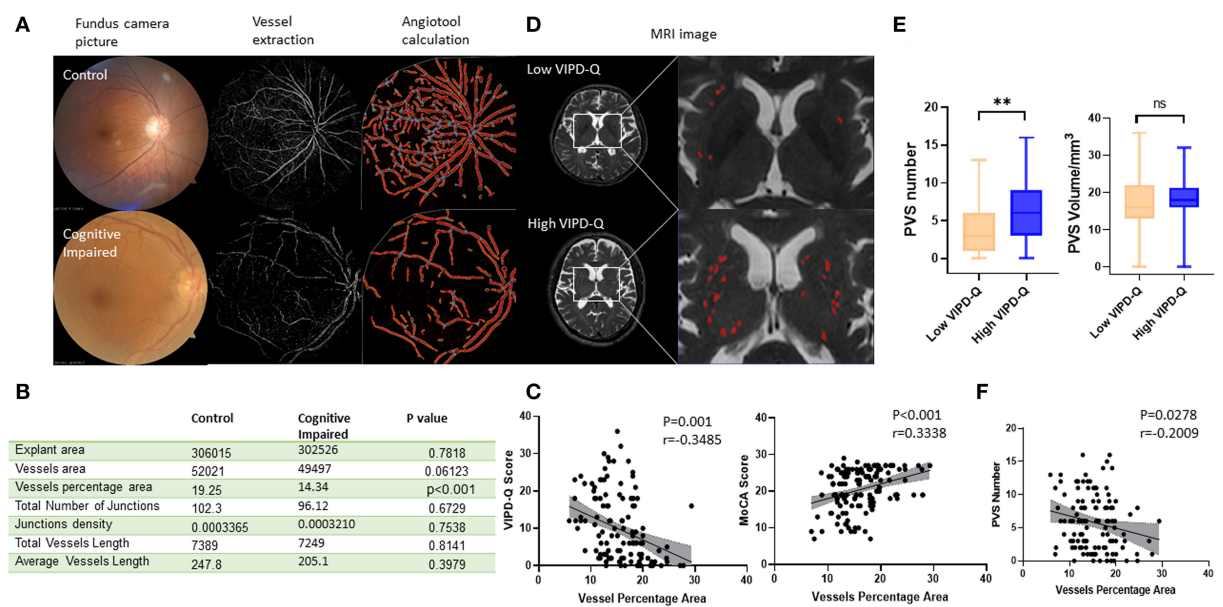 A
Fundus camera
picture
Vessel
extraction
Angiotool
calculation
Control
Cognitive
Impaired
D
MRI image
Low VIPD-Q
High VIPD-Q
E
PVS number
20
15
10
5
0
**
Low VIPD-Q
High VIPD-Q
PVS Volume/mm³
40
30
20
10
0
ns
Low VIPD-Q
High VIPD-Q
B
Control Cognitive Impaired P value
Explant area 306015 302526 0.7818
Vessels area 52021 49497 0.06123
Vessels percentage area 19.25 14.34 p<0.001
Total Number of Junctions 102.3 96.12 0.6729
Junctions density 0.0003365 0.0003210 0.7538
Total Vessels Length 7389 7249 0.8141
Average Vessels Length 247.8 205.1 0.3979
C
P=0.001
r=-0.3485
VIPD-Q Score
40
30
20
10
0
0 10 20 30 40
Vessel Percentage Area
P<0.001
r=0.3338
MoCA Score
40
30
20
10
0
0 10 20 30 40
Vessels Percentage Area
F
P=0.0278
r=-0.2009
PVS Number
20
15
10
5
0
0 10 20 30 40
Vessels Percentage Area